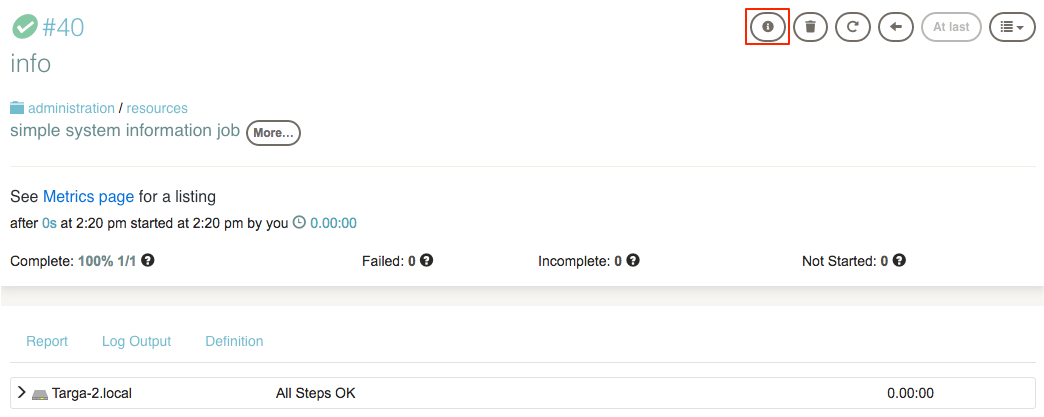 #40
At last
info
administration / resources
simple system information job More...
See Metrics page for a listing
after 0s at 2:20 pm started at 2:20 pm by you 0.00:00
Complete: 100% 1/1 Failed: 0 Incomplete: 0 Not Started: 0
Report Log Output Definition
Targa-2.local All Steps OK 0.00:00